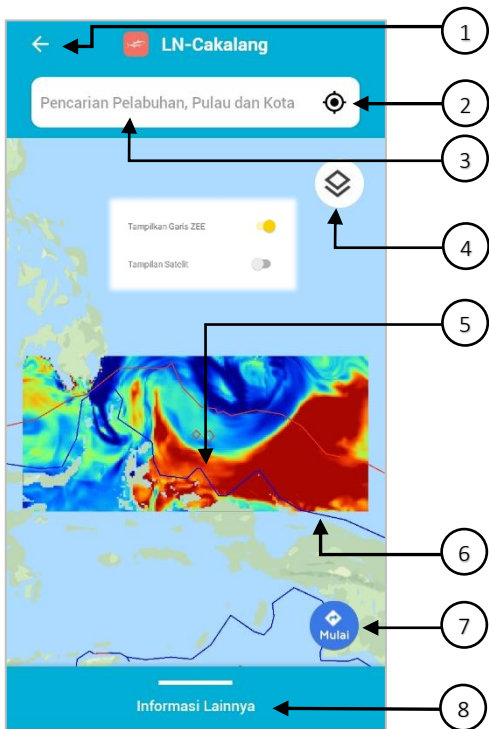 LN-Cakalang
1
Pencarian Pelabuhan, Pulau dan Kota
2
3
4
Tampilkan Garis ZEE
Tampilan Satelit
5
6
Mulai
7
Informasi Lainnya
8